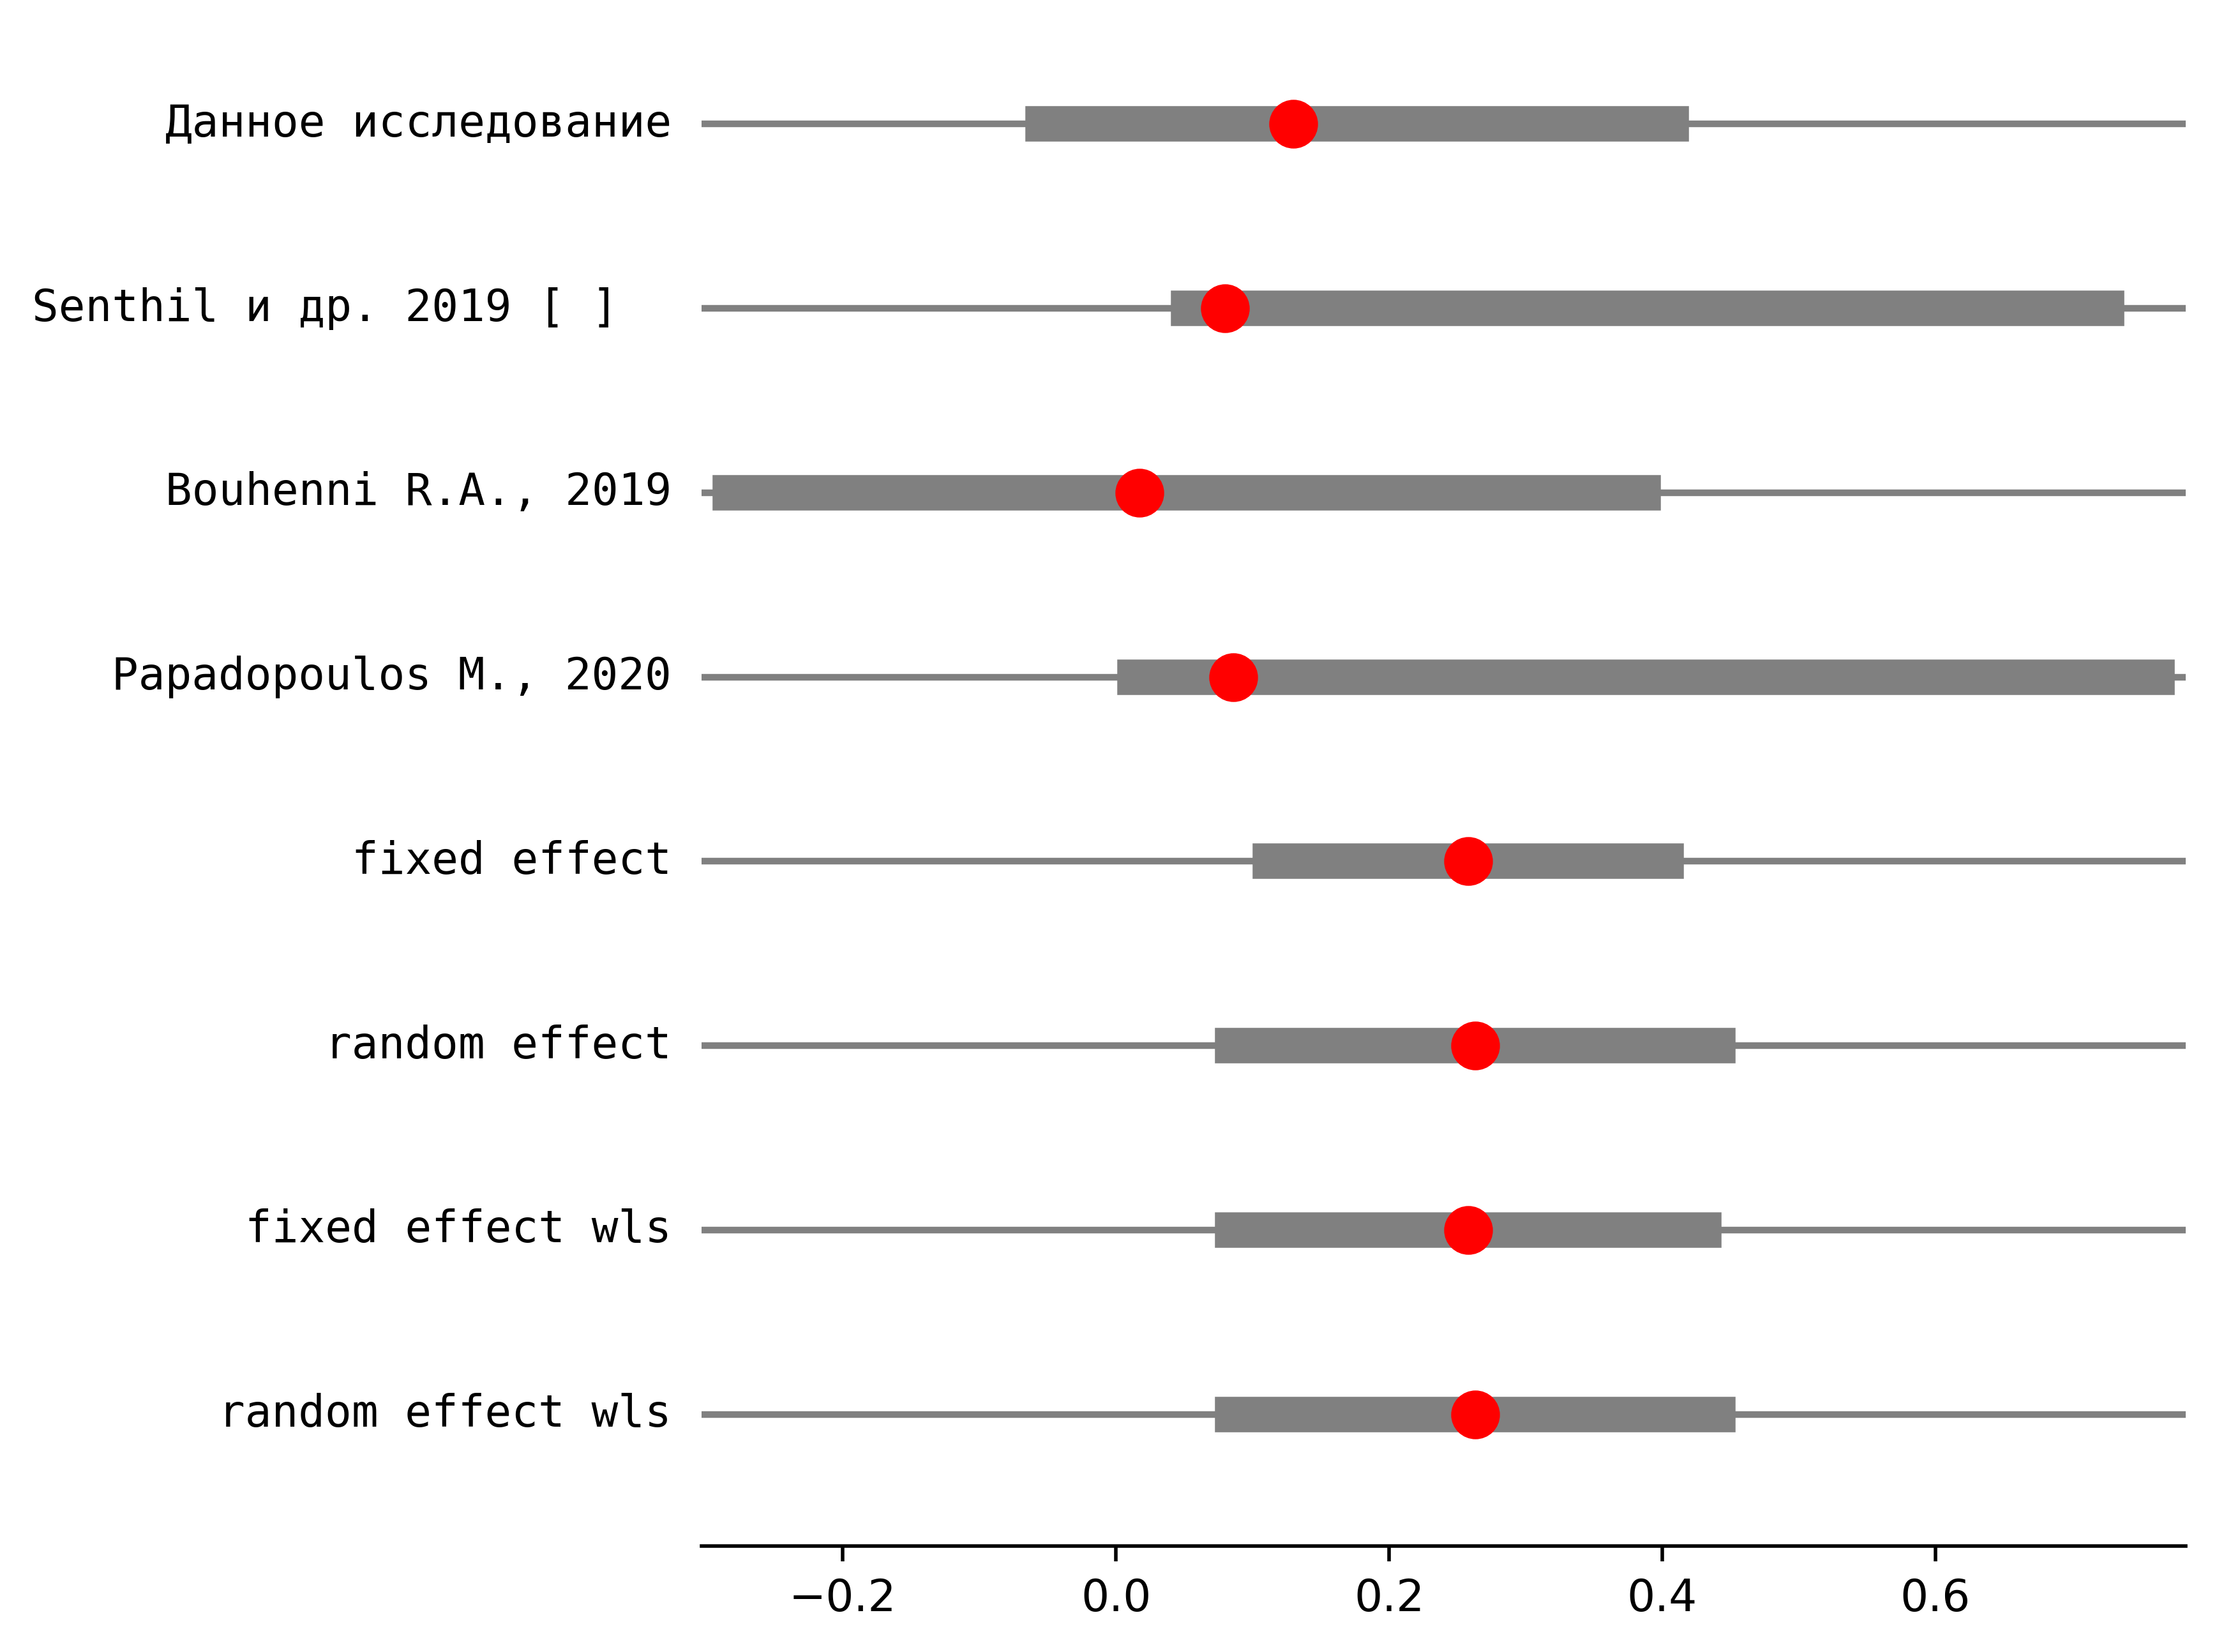 Данное исследование
Senthil и др. 2019 [ ]
Bouhenni R.A., 2019
Papadopoulos M., 2020
fixed effect
random effect
fixed effect wls
random effect wls
−0.2 0.0 0.2 0.4 0.6